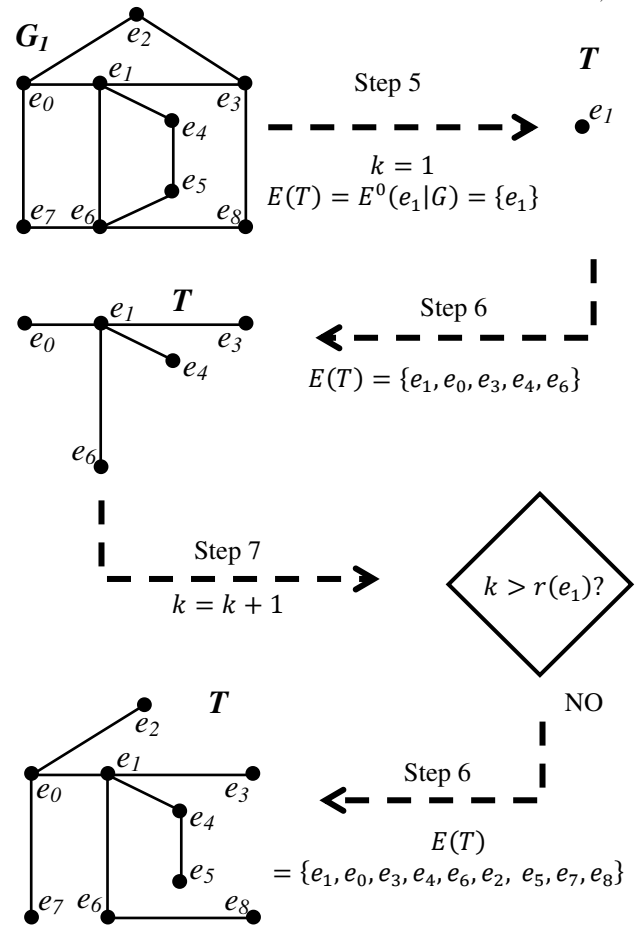 G₁
e₂
T
e₀ e₁ e₃
Step 5
e₁
e₄
k = 1
e₅
E(T) = E⁰(e₁|G) = {e₁}
e₇ e₆ e₈
T
Step 6
e₀ e₁ e₃
e₄
E(T) = {e₁, e₀, e₃, e₄, e₆}
e₆
Step 7
k = k + 1
k > r(e₁)?
NO
T
e₂
e₀ e₁ e₃
Step 6
e₄
e₅
E(T)
= {e₁, e₀, e₃, e₄, e₆, e₂, e₅, e₇, e₈}
e₇ e₆ e₈